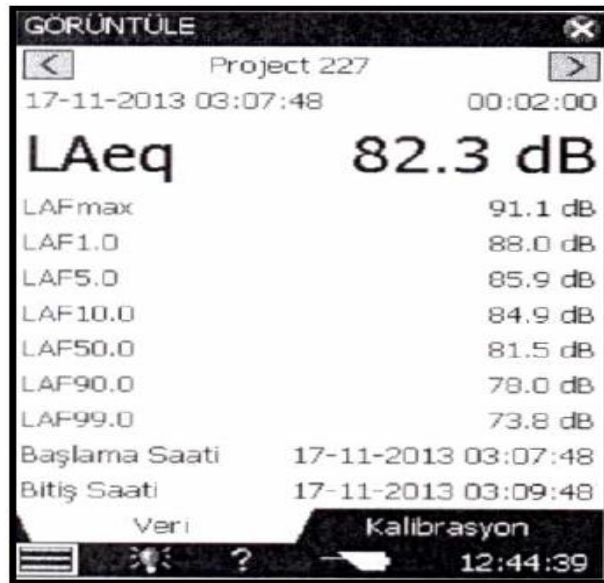 GÖRÜNTÜLE
Project 227
17-11-2013 03:07:48 00:02:00
LAeq 82.3 dB
LAFmax 91.1 dB
LAF1.0 88.0 dB
LAF5.0 85.9 dB
LAF10.0 84.9 dB
LAF50.0 81.5 dB
LAF90.0 78.0 dB
LAF99.0 73.8 dB
Başlama Saati 17-11-2013 03:07:48
Bitiş Saati 17-11-2013 03:09:48
Veri Kalibrasyon
? 12:44:39